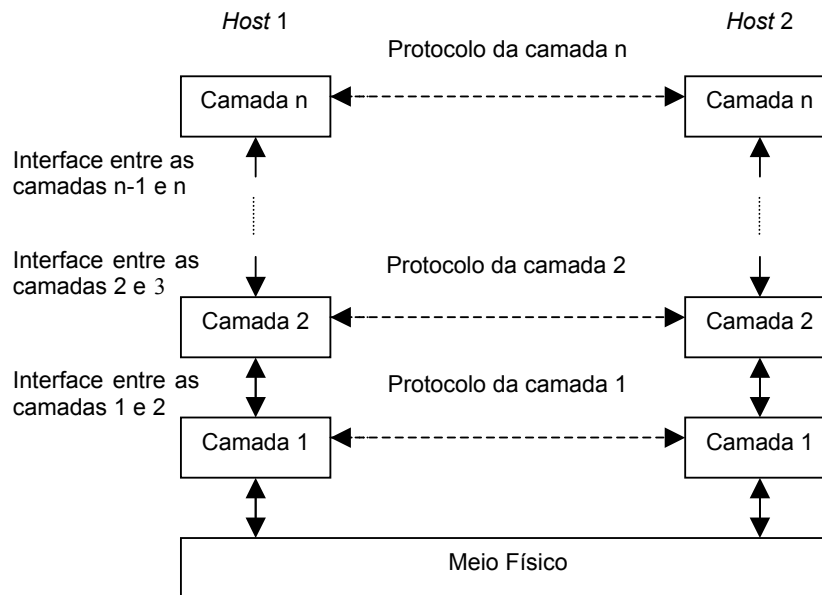 Host 1
Host 2
Protocolo da camada n
Camada n
Camada n
Interface entre as
camadas n-1 e n
Interface entre as
camadas 2 e 3
Protocolo da camada 2
Camada 2
Camada 2
Interface entre as
camadas 1 e 2
Protocolo da camada 1
Camada 1
Camada 1
Meio Físico